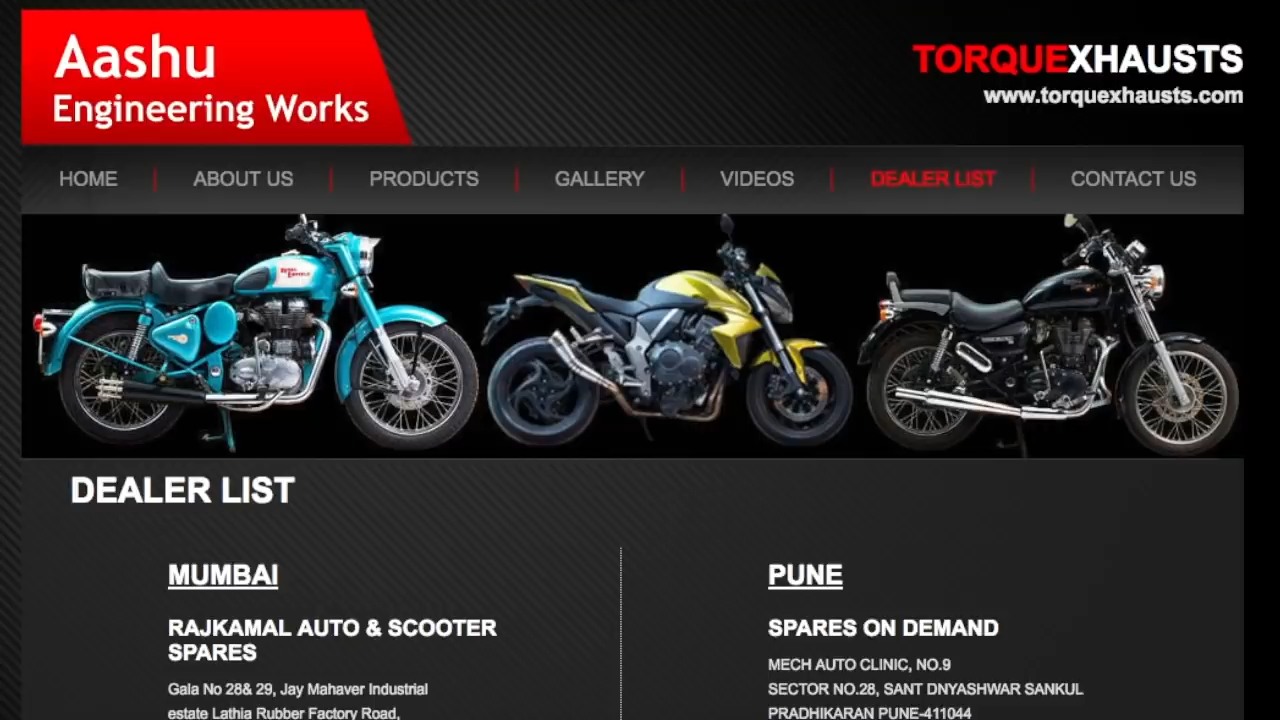 Aashu
Engineering Works
TORQUEXHAUSTS
www.torquexhausts.com
HOME
ABOUT US
PRODUCTS
GALLERY
VIDEOS
DEALER LIST
CONTACT US
DEALER LIST
MUMBAI
RAJKAMAL AUTO & SCOOTER
SPARES
Gala No 28& 29, Jay Mahaver Industrial
estate Lathia Rubber Factory Road,
PUNE
SPARES ON DEMAND
MECH AUTO CLINIC, NO.9
SECTOR NO.28, SANT DNYASHWAR SANKUL
PRADHIKARAN PUNE-411044